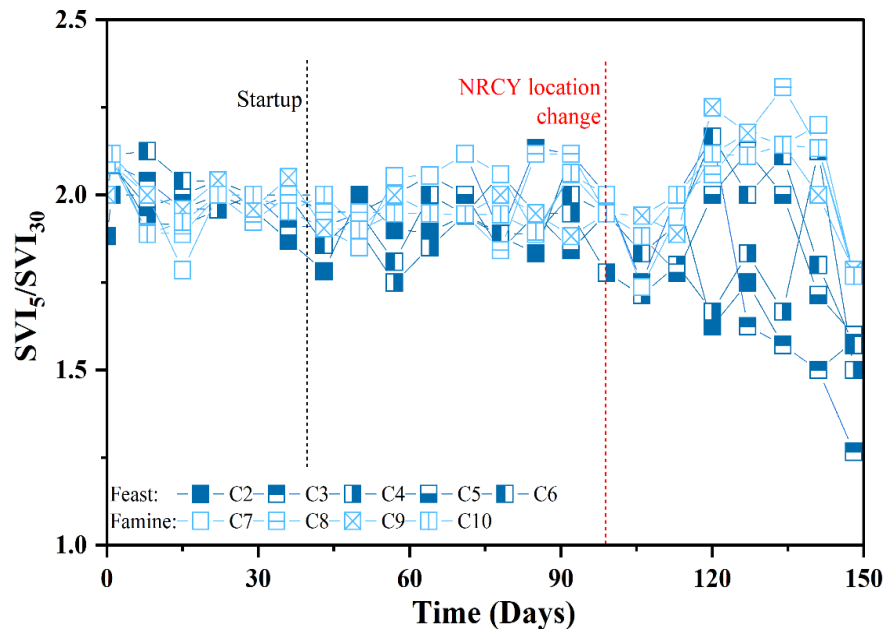 2.5
Startup
NRCY location
change
2.0
SVI5/SVI30
1.5
Feast: C2 C3 C4 C5 C6
Famine: C7 C8 C9 C10
1.0
0 30 60 90 120 150
Time (Days)